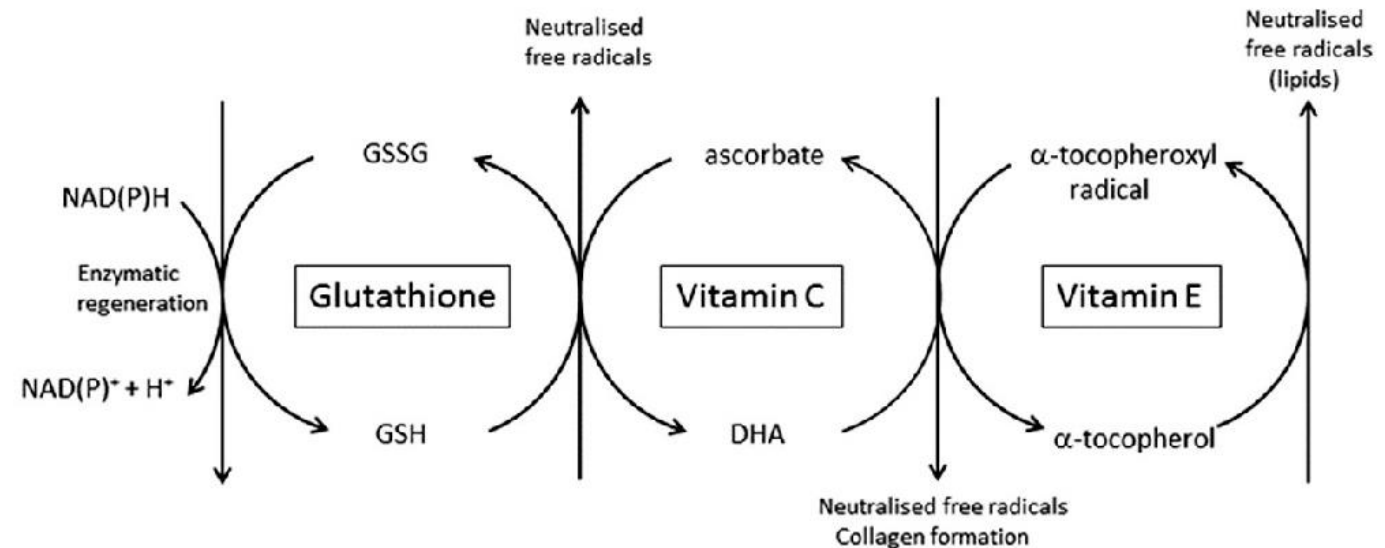 Neutralised
free radicals
Neutralised
free radicals
(lipids)
GSSG
ascorbate
α-tocopheroxyl
radical
NAD(P)H
Enzymatic
regeneration
Glutathione
Vitamin C
Vitamin E
NAD(P)⁺ + H⁺
GSH
DHA
α-tocopherol
Neutralised free radicals
Collagen formation